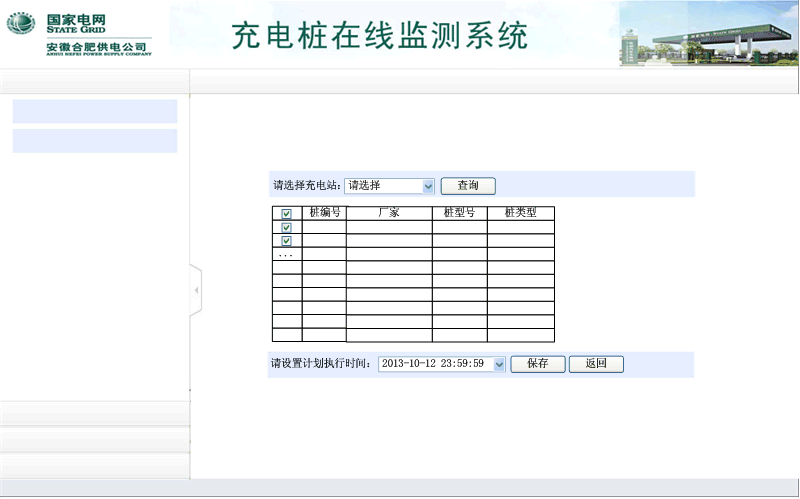 国家电网
STATE GRID
安徽合肥供电公司
ANHUI HEFEI POWER SUPPLY COMPANY
充电桩在线监测系统
请选择充电站： 请选择 查询
桩编号 厂家 桩型号 桩类型
...
请设置计划执行时间： 2013-10-12 23:59:59 保存 返回